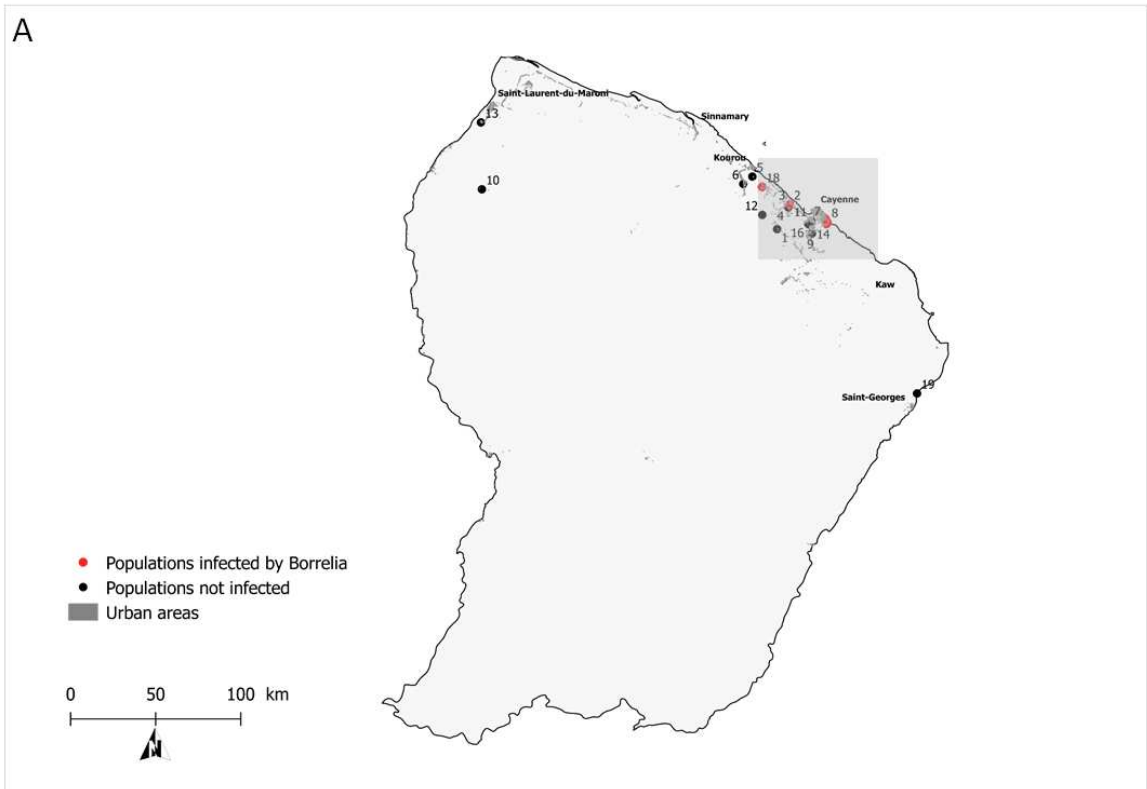 A
Saint-Laurent-du-Maroni
13
Sinnamary
Kourou
5
6
18
10
3
2
Cayenne
12
4
11
7
8
1
16
14
9
Kaw
19
Saint-Georges
Populations infected by Borrelia
Populations not infected
Urban areas
0 50 100 km
N